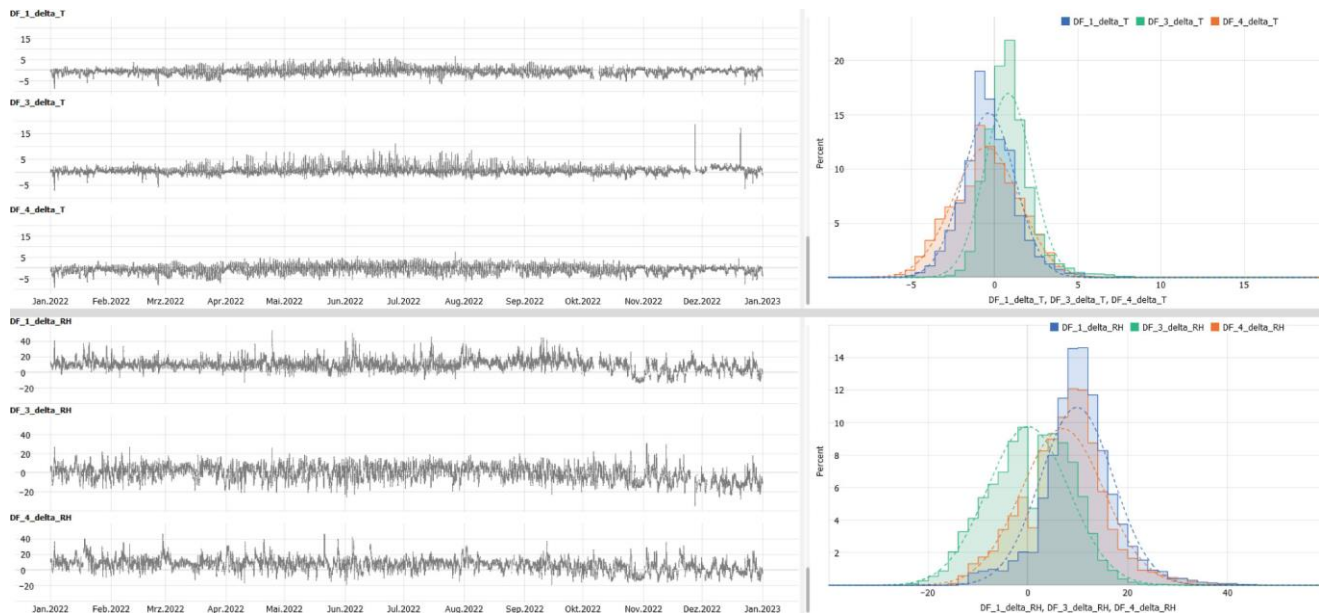 DF_1_delta_T
15
5
−5
DF_3_delta_T
15
5
−5
DF_4_delta_T
15
5
−5
Jan.2022 Feb.2022 Mrz.2022 Apr.2022 Mai.2022 Jun.2022 Jul.2022 Aug.2022 Sep.2022 Okt.2022 Nov.2022 Dez.2022 Jan.2023
DF_1_delta_T DF_3_delta_T DF_4_delta_T
Percent
20
15
10
5
−5 0 5 10 15
DF_1_delta_T, DF_3_delta_T, DF_4_delta_T
DF_1_delta_RH
40
20
0
−20
DF_3_delta_RH
40
20
0
−20
DF_4_delta_RH
40
20
0
−20
Jan.2022 Feb.2022 Mrz.2022 Apr.2022 Mai.2022 Jun.2022 Jul.2022 Aug.2022 Sep.2022 Okt.2022 Nov.2022 Dez.2022 Jan.2023
DF_1_delta_RH DF_3_delta_RH DF_4_delta_RH
Percent
14
12
10
8
6
4
2
−20 0 20 40
DF_1_delta_RH, DF_3_delta_RH, DF_4_delta_RH